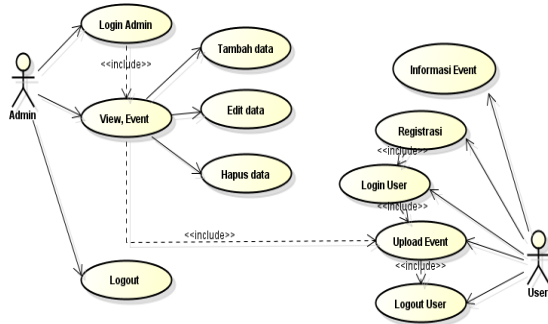 Login Admin
Tambah data
<<include>>
Informasi Event
Admin
View, Event
Edit data
Registrasi
<<include>>
Hapus data
Login User
<<include>>
<<include>>
Upload Event
<<include>>
Logout
Logout User
User